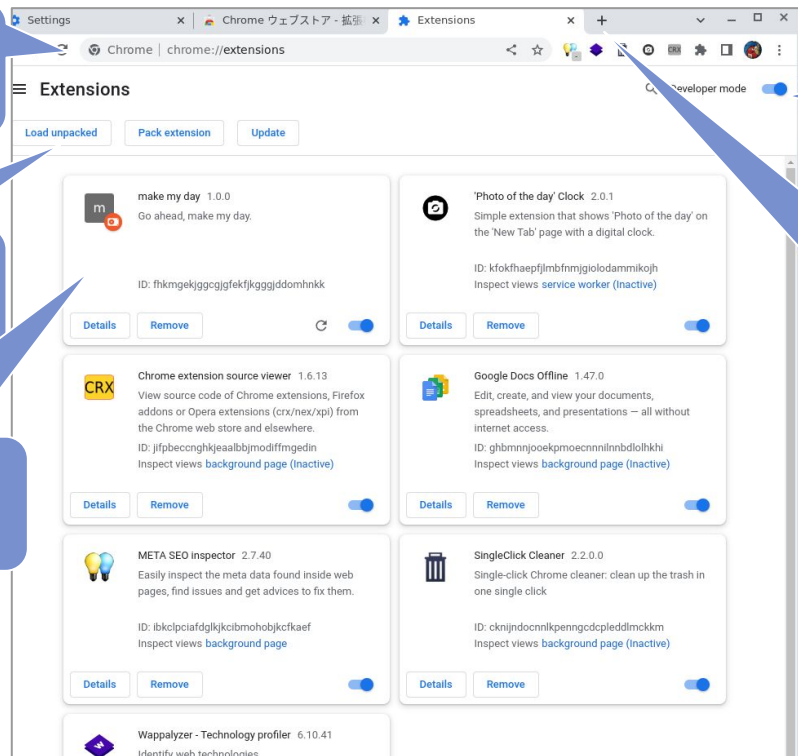 Settings
Chrome ウェブストア - 拡張
Extensions
Chrome | chrome://extensions
CRX
Extensions
Developer mode
Load unpacked
Pack extension
Update
m
make my day 1.0.0
Go ahead, make my day.
ID: fhkmgekjggcgjgfekfjkgggjddomhnkk
Details
Remove
'Photo of the day' Clock 2.0.1
Simple extension that shows 'Photo of the day' on
the 'New Tab' page with a digital clock.
ID: kfokfhaepfjlmbfnmjgiolodammikojh
Inspect views service worker (Inactive)
Details
Remove
CRX
Chrome extension source viewer 1.6.13
View source code of Chrome extensions, Firefox
addons or Opera extensions (crx/nex/xpi) from
the Chrome web store and elsewhere.
ID: jifpbeccnghkjeaalbbjmodiffmgedin
Inspect views background page (Inactive)
Details
Remove
Google Docs Offline 1.47.0
Edit, create, and view your documents,
spreadsheets, and presentations — all without
internet access.
ID: ghbmnnjooekpmoecnnnilnnbdlolhkhi
Inspect views background page (Inactive)
Details
Remove
META SEO inspector 2.7.40
Easily inspect the meta data found inside web
pages, find issues and get advices to fix them.
ID: ibkclpciafdglkjkcibmohobjkcfkaef
Inspect views background page
Details
Remove
SingleClick Cleaner 2.2.0.0
Single-click Chrome cleaner: clean up the trash in
one single click
ID: cknijndocnnlkpenngcdcpleddlmckkm
Inspect views background page (Inactive)
Details
Remove
Wappalyzer - Technology profiler 6.10.41
Identify web technologies